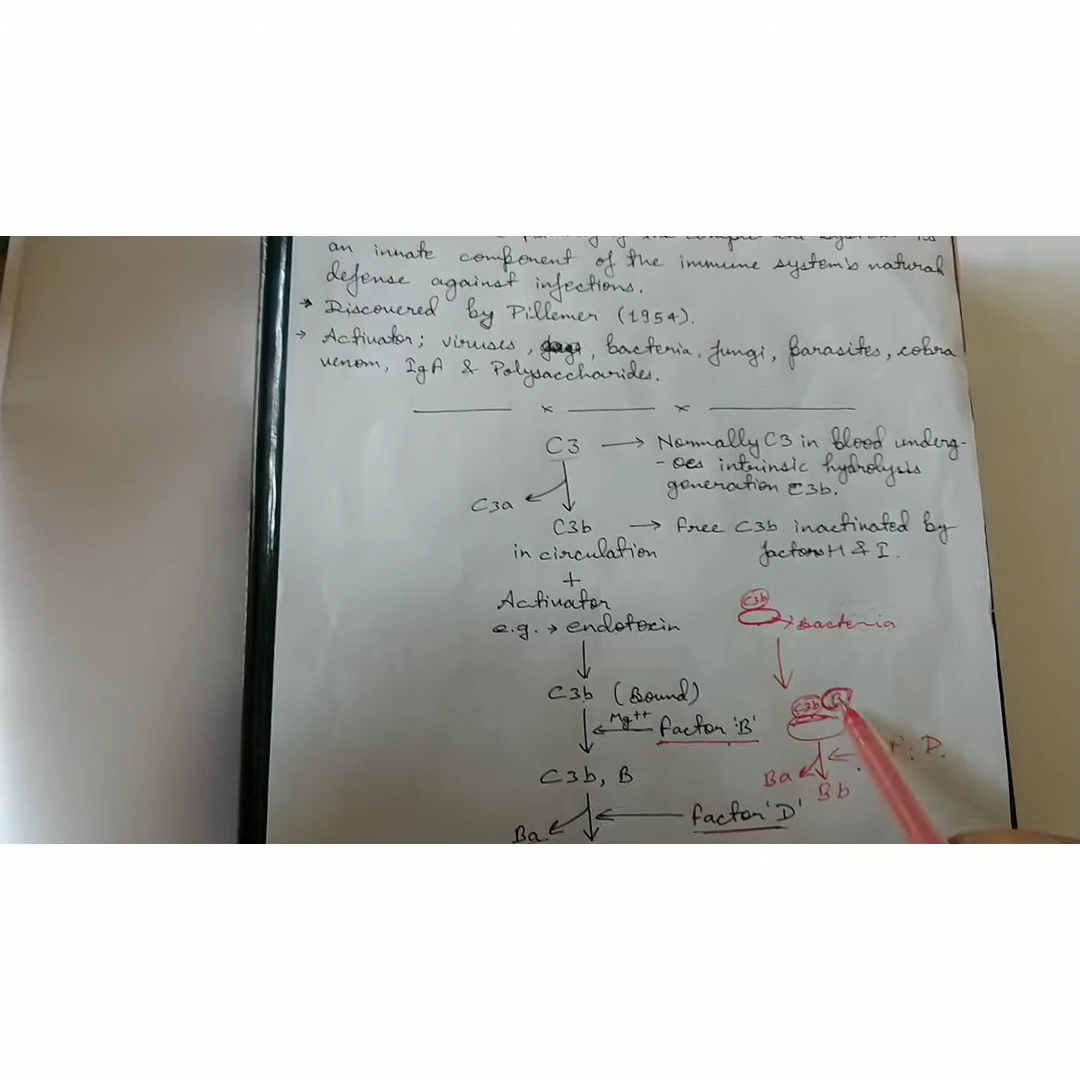 an innate component of the immune system's natural
defense against infections.
→ Discovered by Pillemer (1954).
→ Activator; viruses, , bacteria, fungi, parasites, cobra
venom, IgA & Polysaccharides.
x x
C3 → Normally C3 in blood underg-
-oes intrinsic hydrolysis
generation C3b.
C3a
C3b → free C3b inactinated by
in circulation factors H & I.
+
Activator
C3b
e.g. → endotoxin
→ Bacteria
C3b (Bound)
C3b B
Mg++ factor 'B'
C3b, B
D.
Ba
Bb
factor 'D'
Ba